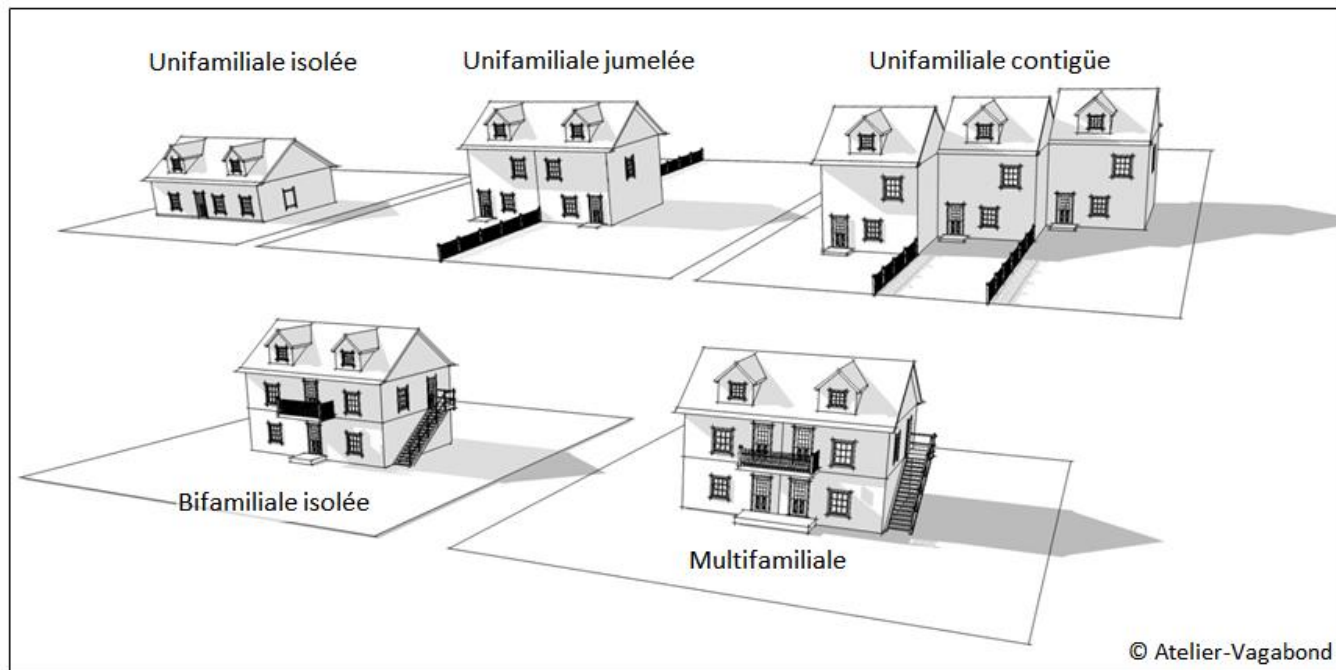 Unifamiliale isolée
Unifamiliale jumelée
Unifamiliale contigüe
Bifamiliale isolée
Multifamiliale
© Atelier-Vagabond